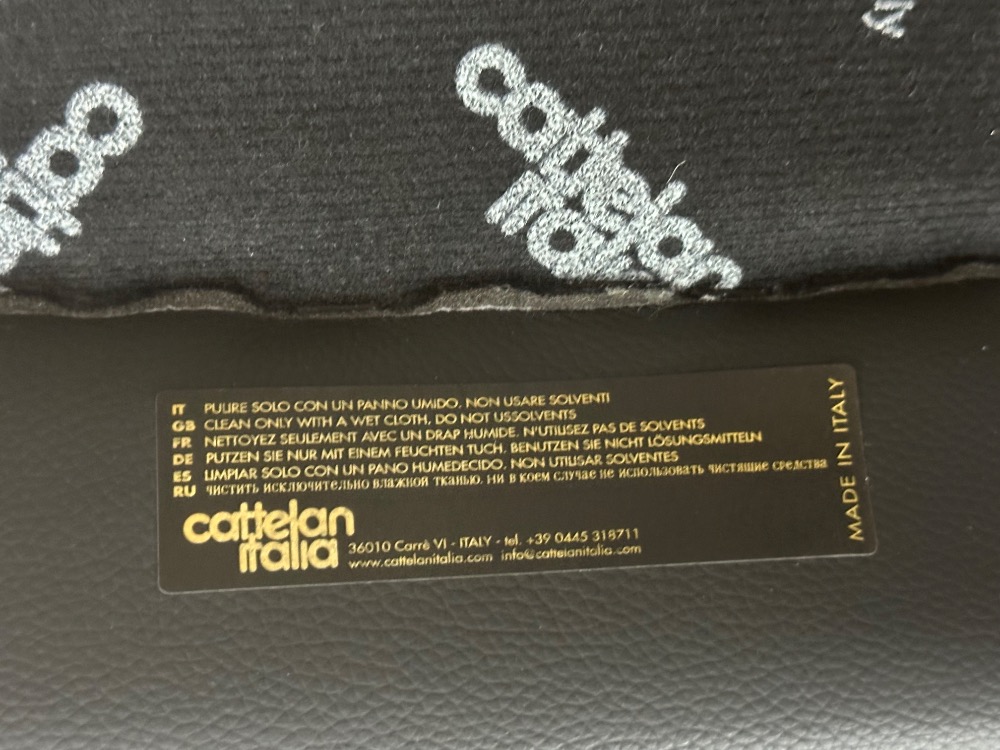 cattelan
italia
IT PULIRE SOLO CON UN PANNO UMIDO. NON USARE SOLVENTI
GB CLEAN ONLY WITH A WET CLOTH, DO NOT USSOLVENTS
FR NETTOYEZ SEULEMENT AVEC UN DRAP HUMIDE. N'UTILISEZ PAS DE SOLVENTS
DE PUTZEN SIE NUR MIT EINEM FEUCHTEN TUCH. BENUTZEN SIE NICHT LÖSUNGSMITTELN
ES LIMPIAR SOLO CON UN PANO HUMEDECIDO. NON UTILISAR SOLVENTES
RU чистить исключительно влажной тканью. ни в коем случае не использовать чистящие средства
cattelan
italia
36010 Carrè VI - ITALY - tel. +39 0445 318711
www.cattelanitalia.com info@cattelanitalia.com
MADE IN ITALY